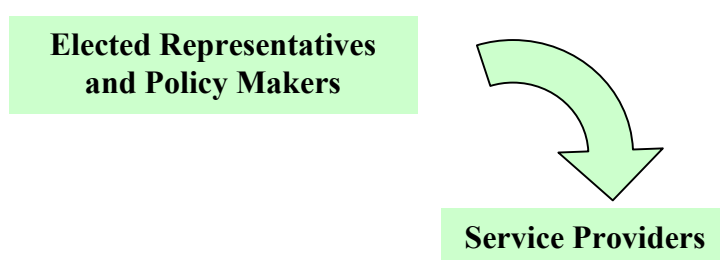 Elected Representatives
and Policy Makers
Service Providers